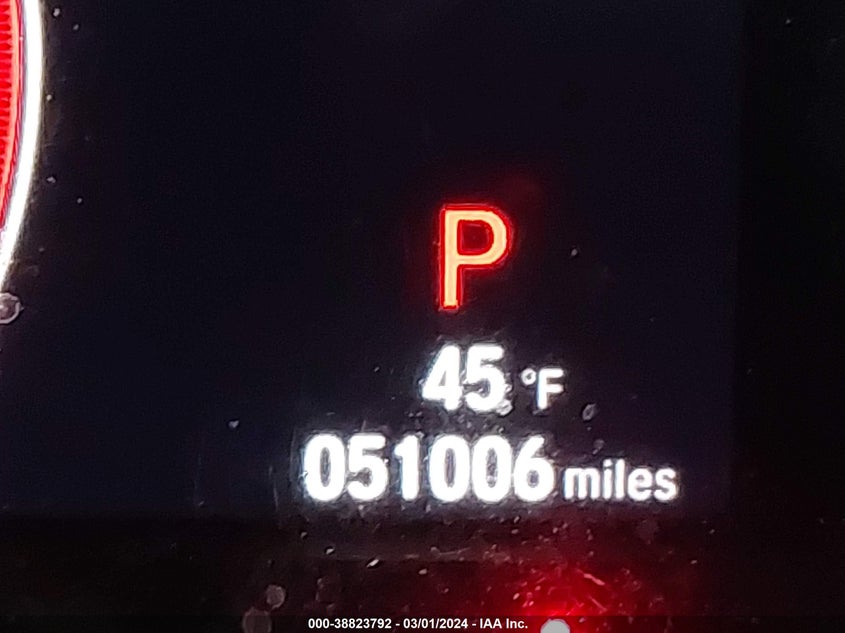 P
45 °F
051006 miles
000-38823792 - 03/01/2024 - IAA Inc.